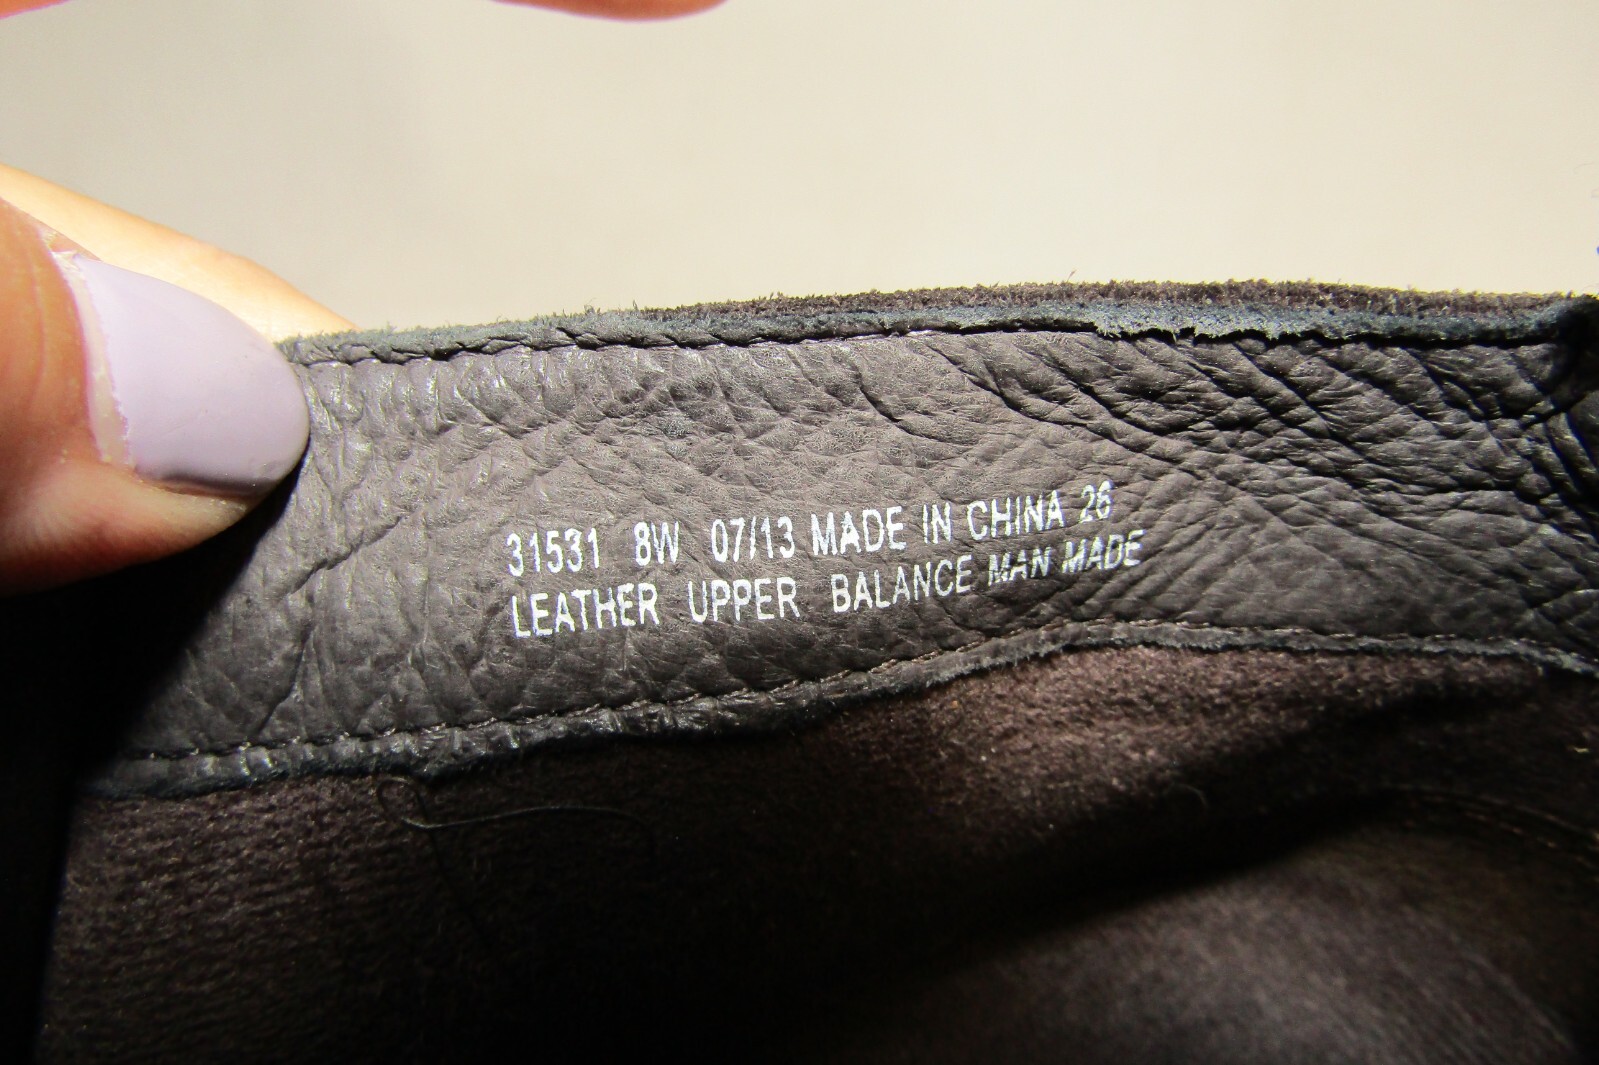 31531 8W 07/13 MADE IN CHINA 26
LEATHER UPPER BALANCE MAN MADE